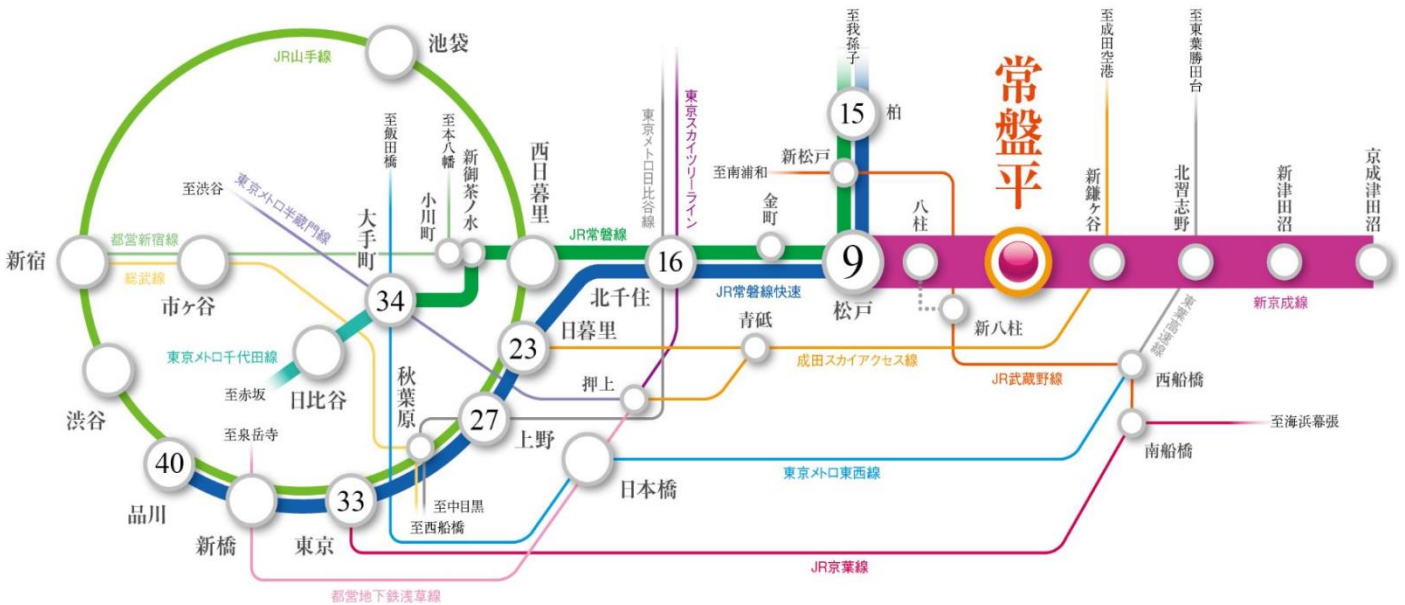 池袋
JR山手線
至飯田橋
至本八幡
新御茶ノ水
小川町
西日暮里
東京メトロ日比谷線
東京スカイツリーライン
至我孫子
15
柏
新松戸
至南浦和
常盤平
至成田空港
至東葉勝田台
新鎌ヶ谷
北習志野
新津田沼
京成津田沼
八柱
金町
至渋谷
東京メトロ半蔵門線
大手町
都営新宿線
JR常磐線
新宿
総武線
市ヶ谷
34
16
北千住
JR常磐線快速
9
松戸
新京成線
新八柱
東葉高速線
青砥
日暮里
23
成田スカイアクセス線
東京メトロ千代田線
至赤坂
日比谷
秋葉原
押上
JR武蔵野線
西船橋
渋谷
27
上野
至泉岳寺
至海浜幕張
南船橋
40
品川
日本橋
東京メトロ東西線
33
至中目黒
至西船橋
新橋
東京
JR京葉線
都営地下鉄浅草線